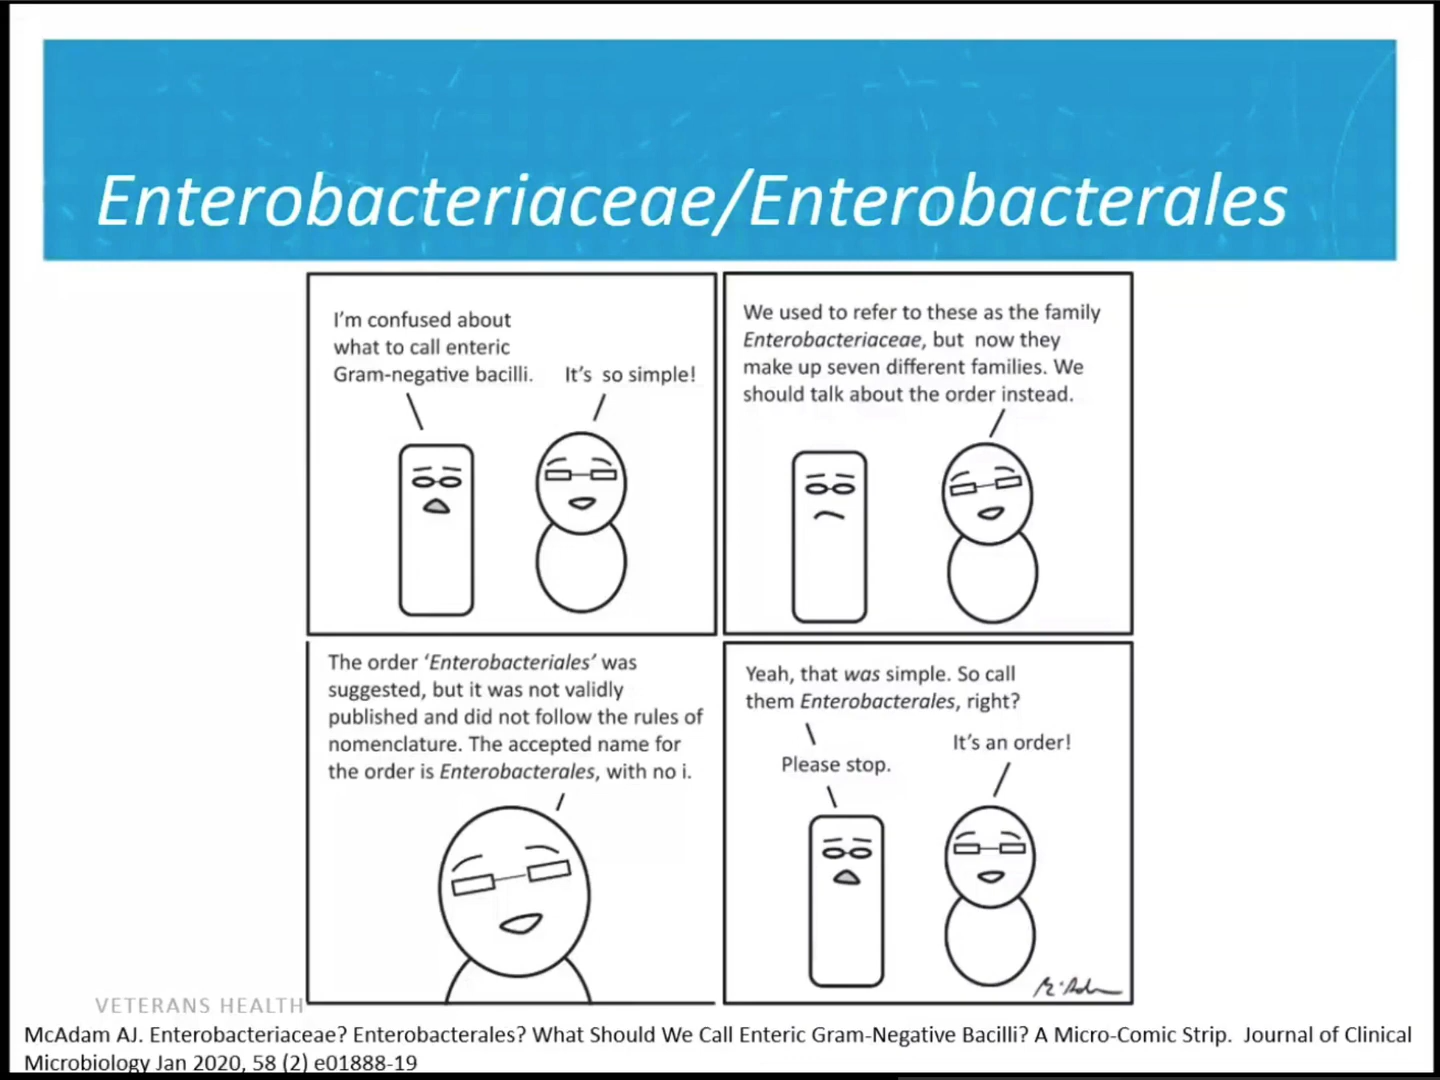 Enterobacteriaceae/Enterobacterales
I'm confused about
what to call enteric
Gram-negative bacilli.
It's so simple!
We used to refer to these as the family
Enterobacteriaceae, but now they
make up seven different families. We
should talk about the order instead.
The order ‘Enterobacteriales’ was
suggested, but it was not validly
published and did not follow the rules of
nomenclature. The accepted name for
the order is Enterobacterales, with no i.
Yeah, that was simple. So call
them Enterobacterales, right?
It's an order!
Please stop.
McAdam
VETERANS HEALTH
McAdam AJ. Enterobacteriaceae? Enterobacterales? What Should We Call Enteric Gram-Negative Bacilli? A Micro-Comic Strip. Journal of Clinical
Microbiology Jan 2020, 58 (2) e01888-19